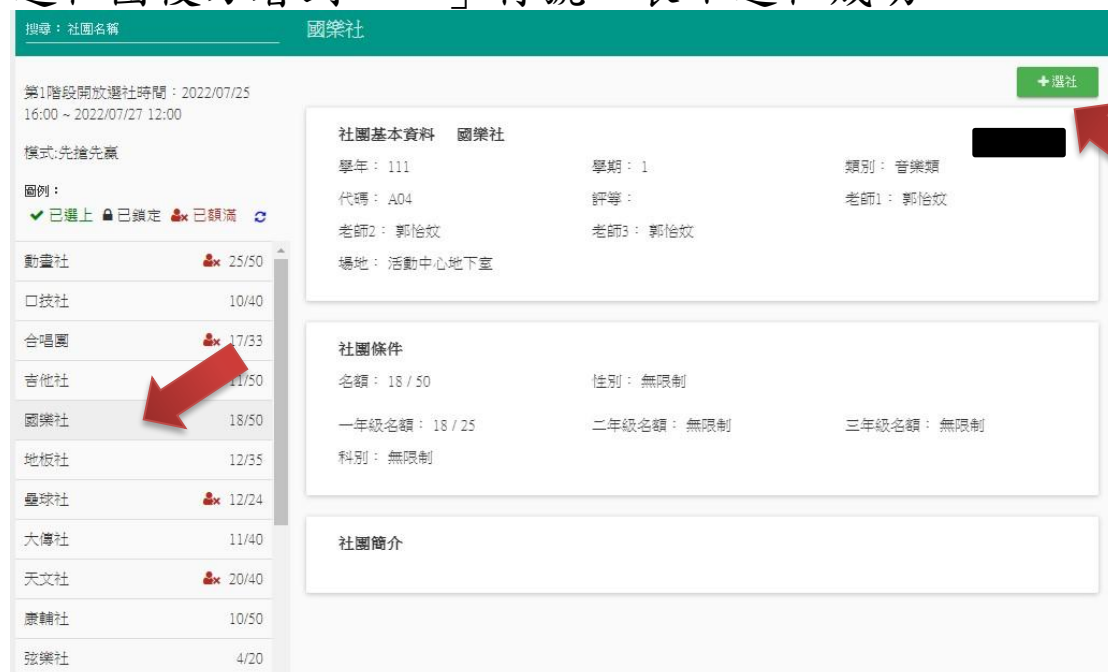 搜尋：社團名稱
國樂社
第1階段開放選社時間：2022/07/25
16:00 ~ 2022/07/27 12:00
模式:先搶先贏
圖例：
已選上 已鎖定 已額滿
動畫社 25/50
口技社 10/40
合唱團 17/33
吉他社 11/50
國樂社 18/50
地板社 12/35
壘球社 12/24
大傳社 11/40
天文社 20/40
康輔社 10/50
弦樂社 4/20
+選社
社團基本資料 國樂社
學年：111 學期：1 類別：音樂類
代碼：A04 評等： 老師1：郭怡妏
老師2：郭怡妏 老師3：郭怡妏
場地：活動中心地下室
社團條件
名額：18 / 50 性別：無限制
一年級名額：18 / 25 二年級名額：無限制 三年級名額：無限制
科別：無限制
社團簡介